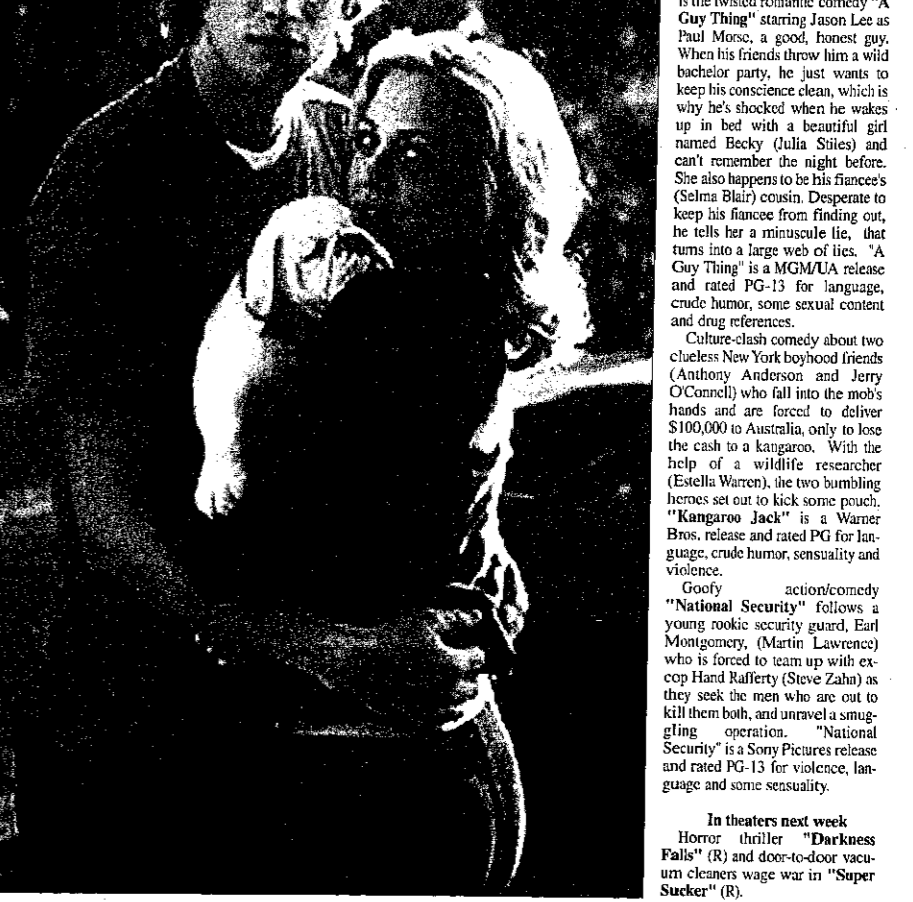 is the twisted romantic comedy "A
Guy Thing" starring Jason Lee as
Paul Morse, a good, honest guy.
When his friends throw him a wild
bachelor party, he just wants to
keep his conscience clean, which is
why he's shocked when he wakes
up in bed with a beautiful girl
named Becky (Julia Stiles) and
can't remember the night before.
She also happens to be his fiancee's
(Selma Blair) cousin. Desperate to
keep his fiancee from finding out,
he tells her a minuscule lie, that
turns into a large web of lies. "A
Guy Thing" is a MGM/UA release
and rated PG-13 for language,
crude humor, some sexual content
and drug references.
Culture-clash comedy about two
clueless New York boyhood friends
(Anthony Anderson and Jerry
O'Connell) who fall into the mob's
hands and are forced to deliver
$100,000 to Australia, only to lose
the cash to a kangaroo. With the
help of a wildlife researcher
(Estella Warren), the two bumbling
heroes set out to kick some pouch.
"Kangaroo Jack" is a Warner
Bros. release and rated PG for lan-
guage, crude humor, sensuality and
violence.
Goofy action/comedy
"National Security" follows a
young rookie security guard, Earl
Montgomery, (Martin Lawrence)
who is forced to team up with ex-
cop Hand Rafferty (Steve Zahn) as
they seek the men who are out to
kill them both, and unravel a smug-
gling operation. "National
Security" is a Sony Pictures release
and rated PG-13 for violence, lan-
guage and some sensuality.
In theaters next week
Horror thriller "Darkness
Falls" (R) and door-to-door vacu-
um cleaners wage war in "Super
Sucker" (R).